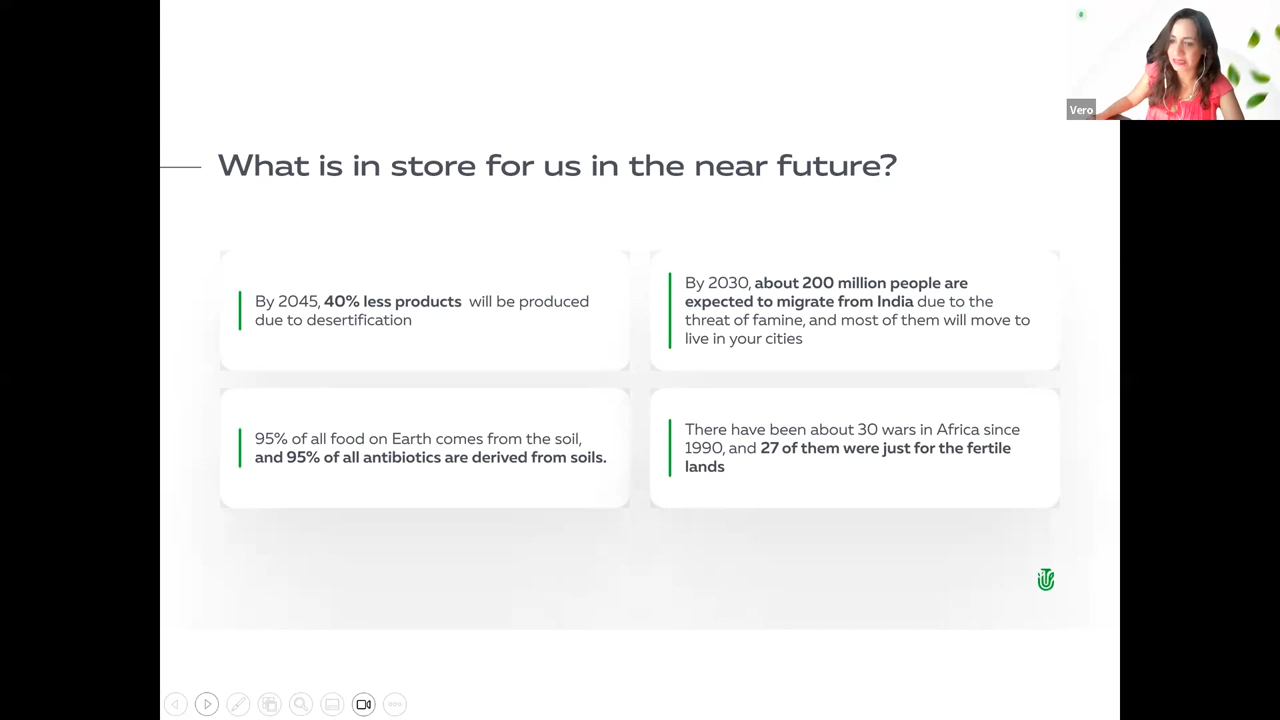 Vero
What is in store for us in the near future?
By 2045, 40% less products will be produced
due to desertification
By 2030, about 200 million people are
expected to migrate from India due to the
threat of famine, and most of them will move to
live in your cities
95% of all food on Earth comes from the soil,
and 95% of all antibiotics are derived from soils.
There have been about 30 wars in Africa since
1990, and 27 of them were just for the fertile
lands